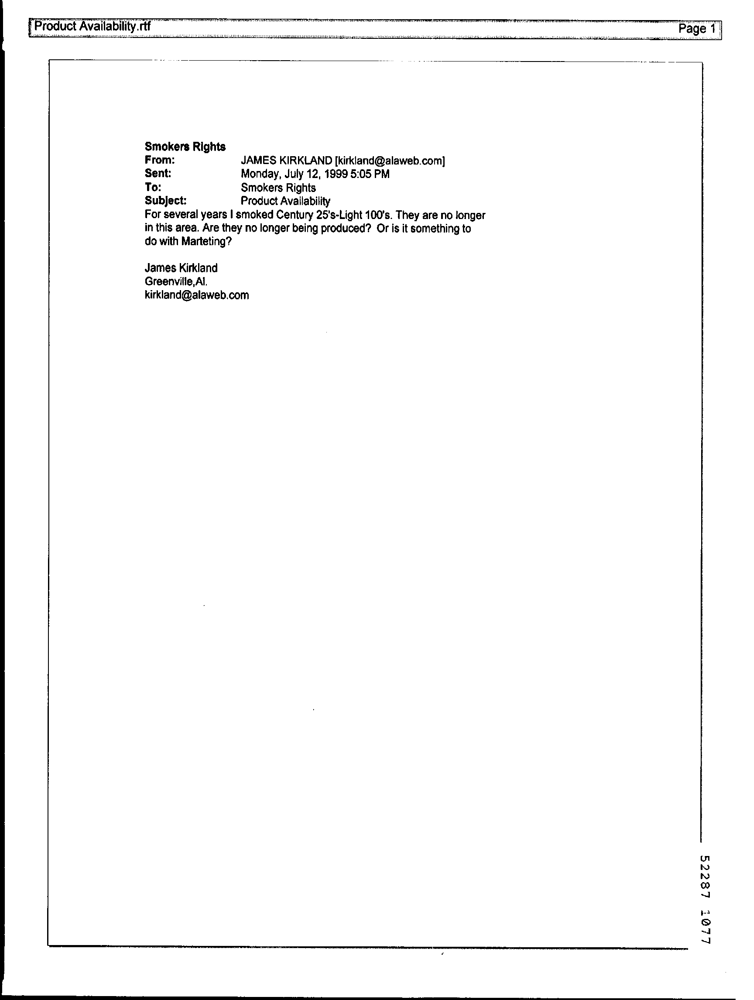 Product Availability.rtf Page 1
Smokers Rights
From: JAMES KIRKLAND [kirkland@alaweb.com]
Sent: Monday, July 12, 1999 5:05 PM
To: Smokers Rights
Subject: Product Availability
For several years I smoked Century 25's-Light 100's. They are no longer
in this area. Are they no longer being produced? Or is it something to
do with Marteting?
James Kirkland
Greenville,Al.
kirkland@alaweb.com
52287 1077